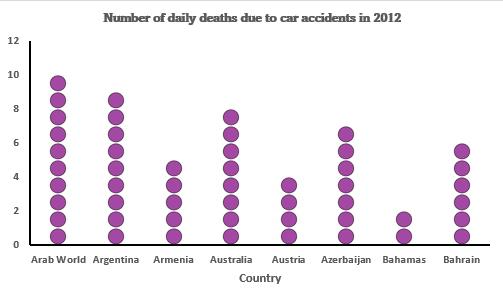 Number of daily deaths due to car accidents in 2012
12
10
8
6
4
2
0
Arab World Argentina Armenia Australia Austria Azerbaijan Bahamas Bahrain
Country